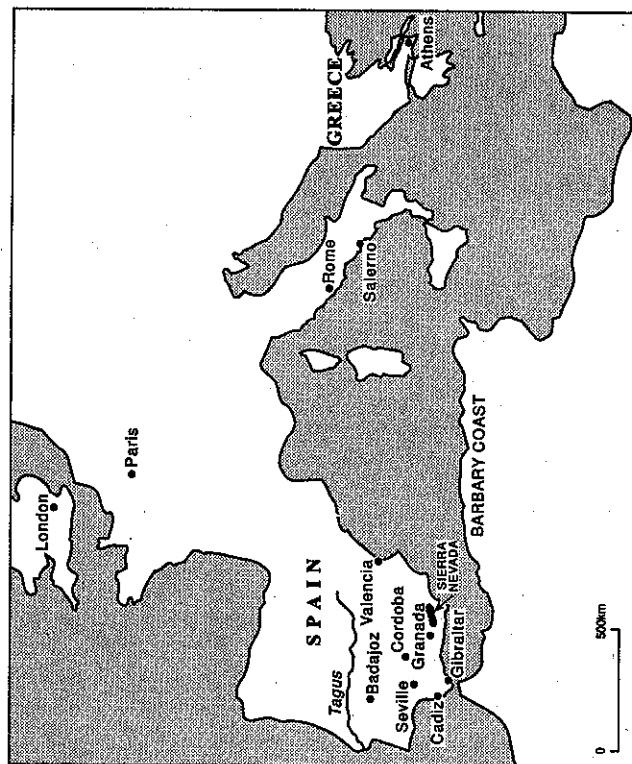 London
Paris
GREECE
Athens
Rome
Salerno
SPAIN
Tagus
Badajoz
Valencia
Cordoba
Seville
Granada
SIERRA
NEVADA
Cadiz
Gibraltar
BARBARY COAST
0 500km